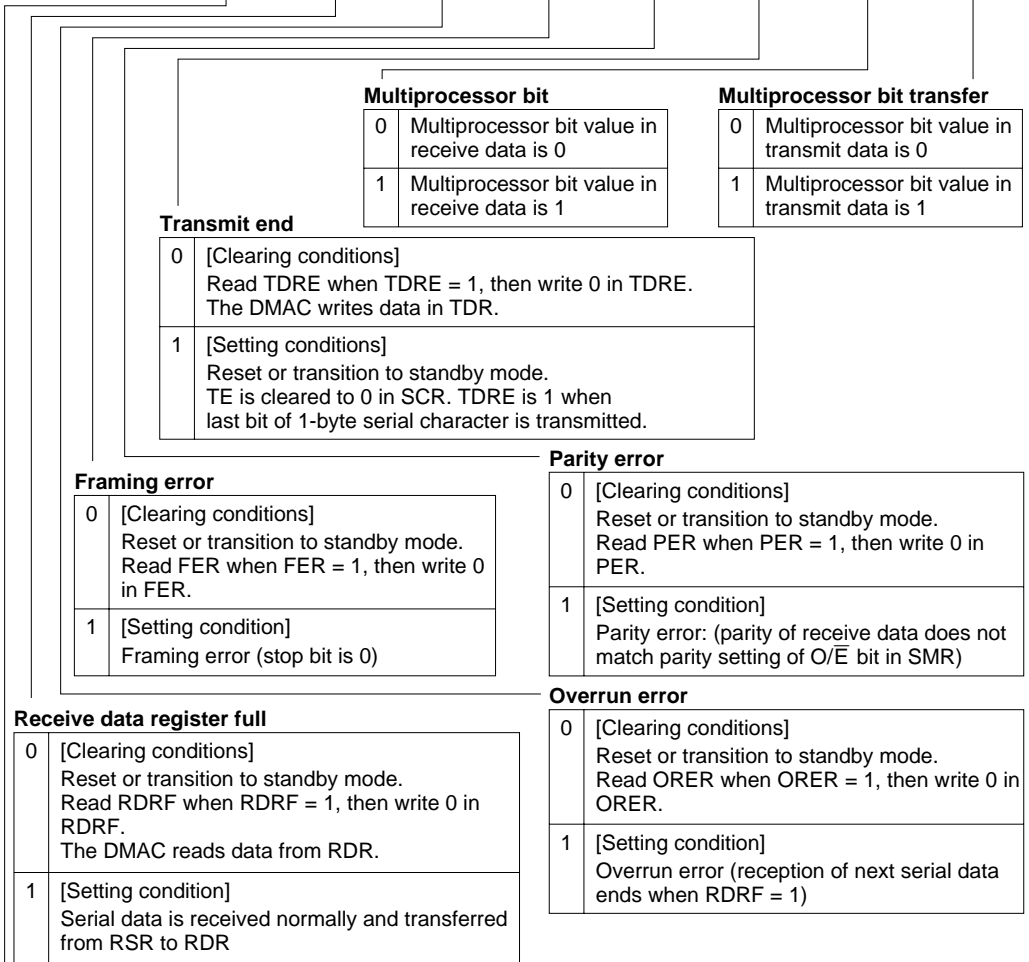 Multiprocessor bit
0 Multiprocessor bit value in
receive data is 0
1 Multiprocessor bit value in
receive data is 1
Multiprocessor bit transfer
0 Multiprocessor bit value in
transmit data is 0
1 Multiprocessor bit value in
transmit data is 1
Transmit end
0 [Clearing conditions]
Read TDRE when TDRE = 1, then write 0 in TDRE.
The DMAC writes data in TDR.
1 [Setting conditions]
Reset or transition to standby mode.
TE is cleared to 0 in SCR. TDRE is 1 when
last bit of 1-byte serial character is transmitted.
Framing error
0 [Clearing conditions]
Reset or transition to standby mode.
Read FER when FER = 1, then write 0
in FER.
1 [Setting condition]
Framing error (stop bit is 0)
Parity error
0 [Clearing conditions]
Reset or transition to standby mode.
Read PER when PER = 1, then write 0 in
PER.
1 [Setting condition]
Parity error: (parity of receive data does not
match parity setting of O/E̅ bit in SMR)
Receive data register full
0 [Clearing conditions]
Reset or transition to standby mode.
Read RDRF when RDRF = 1, then write 0 in
RDRF.
The DMAC reads data from RDR.
1 [Setting condition]
Serial data is received normally and transferred
from RSR to RDR
Overrun error
0 [Clearing conditions]
Reset or transition to standby mode.
Read ORER when ORER = 1, then write 0 in
ORER.
1 [Setting condition]
Overrun error (reception of next serial data
ends when RDRF = 1)